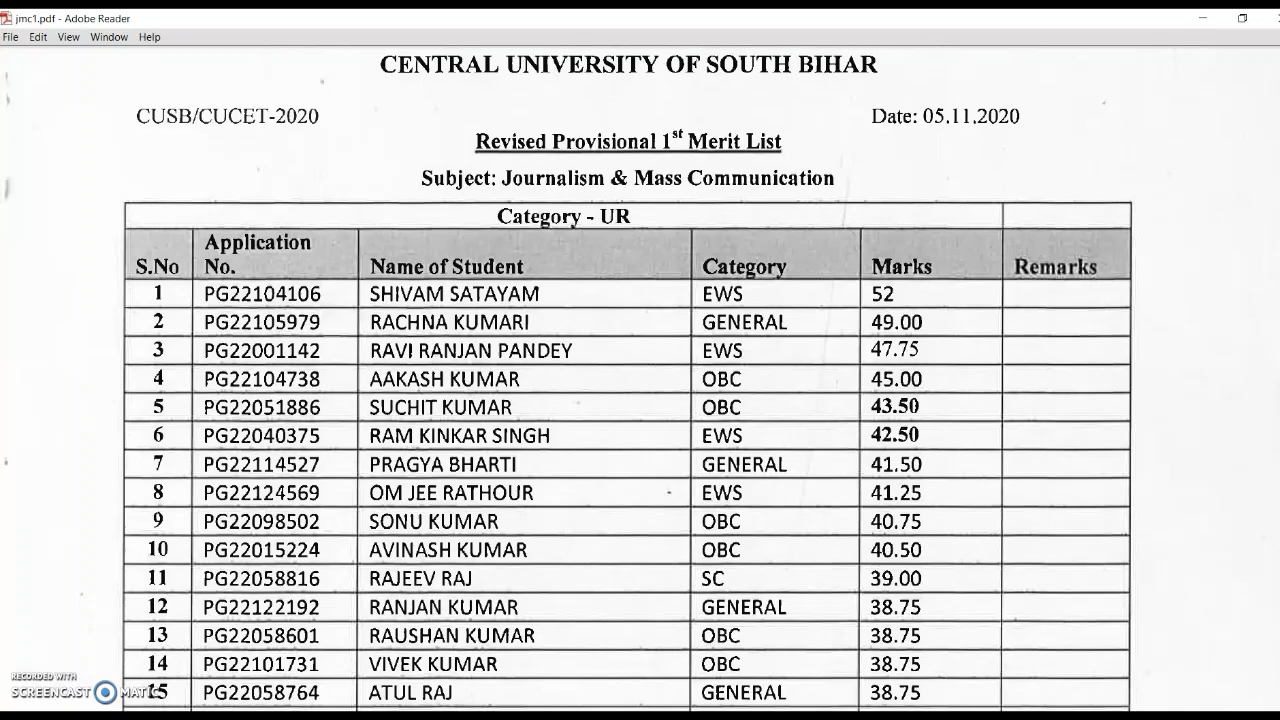 jmc1.pdf - Adobe Reader
File Edit View Window Help
CENTRAL UNIVERSITY OF SOUTH BIHAR
CUSB/CUCET-2020 Date: 05.11.2020
Revised Provisional 1st Merit List
Subject: Journalism & Mass Communication
Category - UR
S.No Application No. Name of Student Category Marks Remarks
1 PG22104106 SHIVAM SATAYAM EWS 52
2 PG22105979 RACHNA KUMARI GENERAL 49.00
3 PG22001142 RAVI RANJAN PANDEY EWS 47.75
4 PG22104738 AAKASH KUMAR OBC 45.00
5 PG22051886 SUCHIT KUMAR OBC 43.50
6 PG22040375 RAM KINKAR SINGH EWS 42.50
7 PG22114527 PRAGYA BHARTI GENERAL 41.50
8 PG22124569 OM JEE RATHOUR EWS 41.25
9 PG22098502 SONU KUMAR OBC 40.75
10 PG22015224 AVINASH KUMAR OBC 40.50
11 PG22058816 RAJEEV RAJ SC 39.00
12 PG22122192 RANJAN KUMAR GENERAL 38.75
13 PG22058601 RAUSHAN KUMAR OBC 38.75
14 PG22101731 VIVEK KUMAR OBC 38.75
15 PG22058764 ATUL RAJ GENERAL 38.75
RECORDED WITH
SCREENCAST MATIC